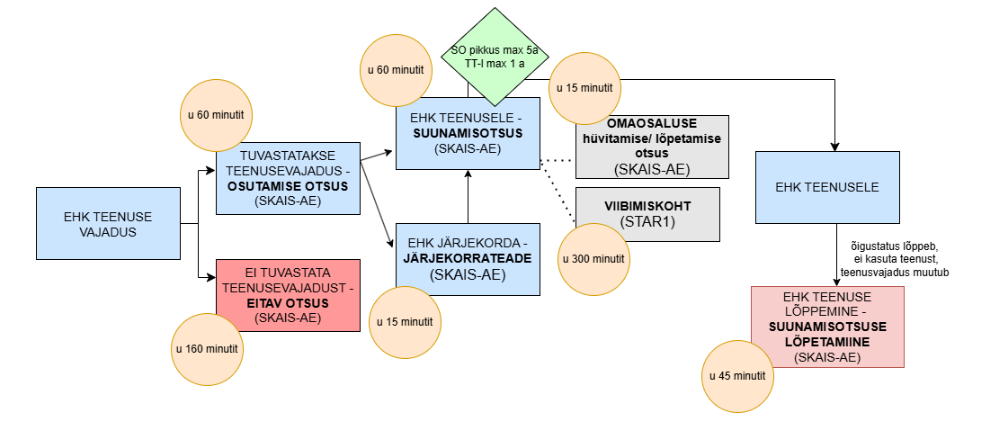 SO pikkus max 5a
TT-l max 1 a
u 60 minutit
u 15 minutit
u 60 minutit
EHK TEENUSELE -
SUUNAMISOTSUS
(SKAIS-AE)
OMAOSALUSE
hüvitamise/ lõpetamise
otsus
(SKAIS-AE)
TUVASTATAKSE
TEENUSEVAJADUS -
OSUTAMISE OTSUS
(SKAIS-AE)
EHK TEENUSELE
EHK TEENUSE
VAJADUS
VIIBIMISKOHT
(STAR1)
EHK JÄRJEKORDA -
JÄRJEKORRATEADE
(SKAIS-AE)
u 300 minutit
õigustatus lõppeb,
ei kasuta teenust,
teenusvajadus muutub
EI TUVASTATA
TEENUSEVAJADUST -
EITAV OTSUS
(SKAIS-AE)
EHK TEENUSE
LÕPPEMINE -
SUUNAMISOTSUSE
LÕPETAMIINE
(SKAIS-AE)
u 15 minutit
u 160 minutit
u 45 minutit